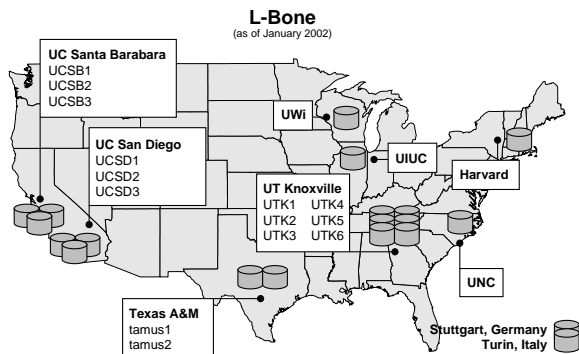 L-Bone
(as of January 2002)
UC Santa Barabara
UCSB1
UCSB2
UCSB3
UWi
UC San Diego
UCSD1
UCSD2
UCSD3
UIUC
Harvard
UT Knoxville
UTK1 UTK4
UTK2 UTK5
UTK3 UTK6
UNC
Texas A&M
tamus1
tamus2
Stuttgart, Germany
Turin, Italy